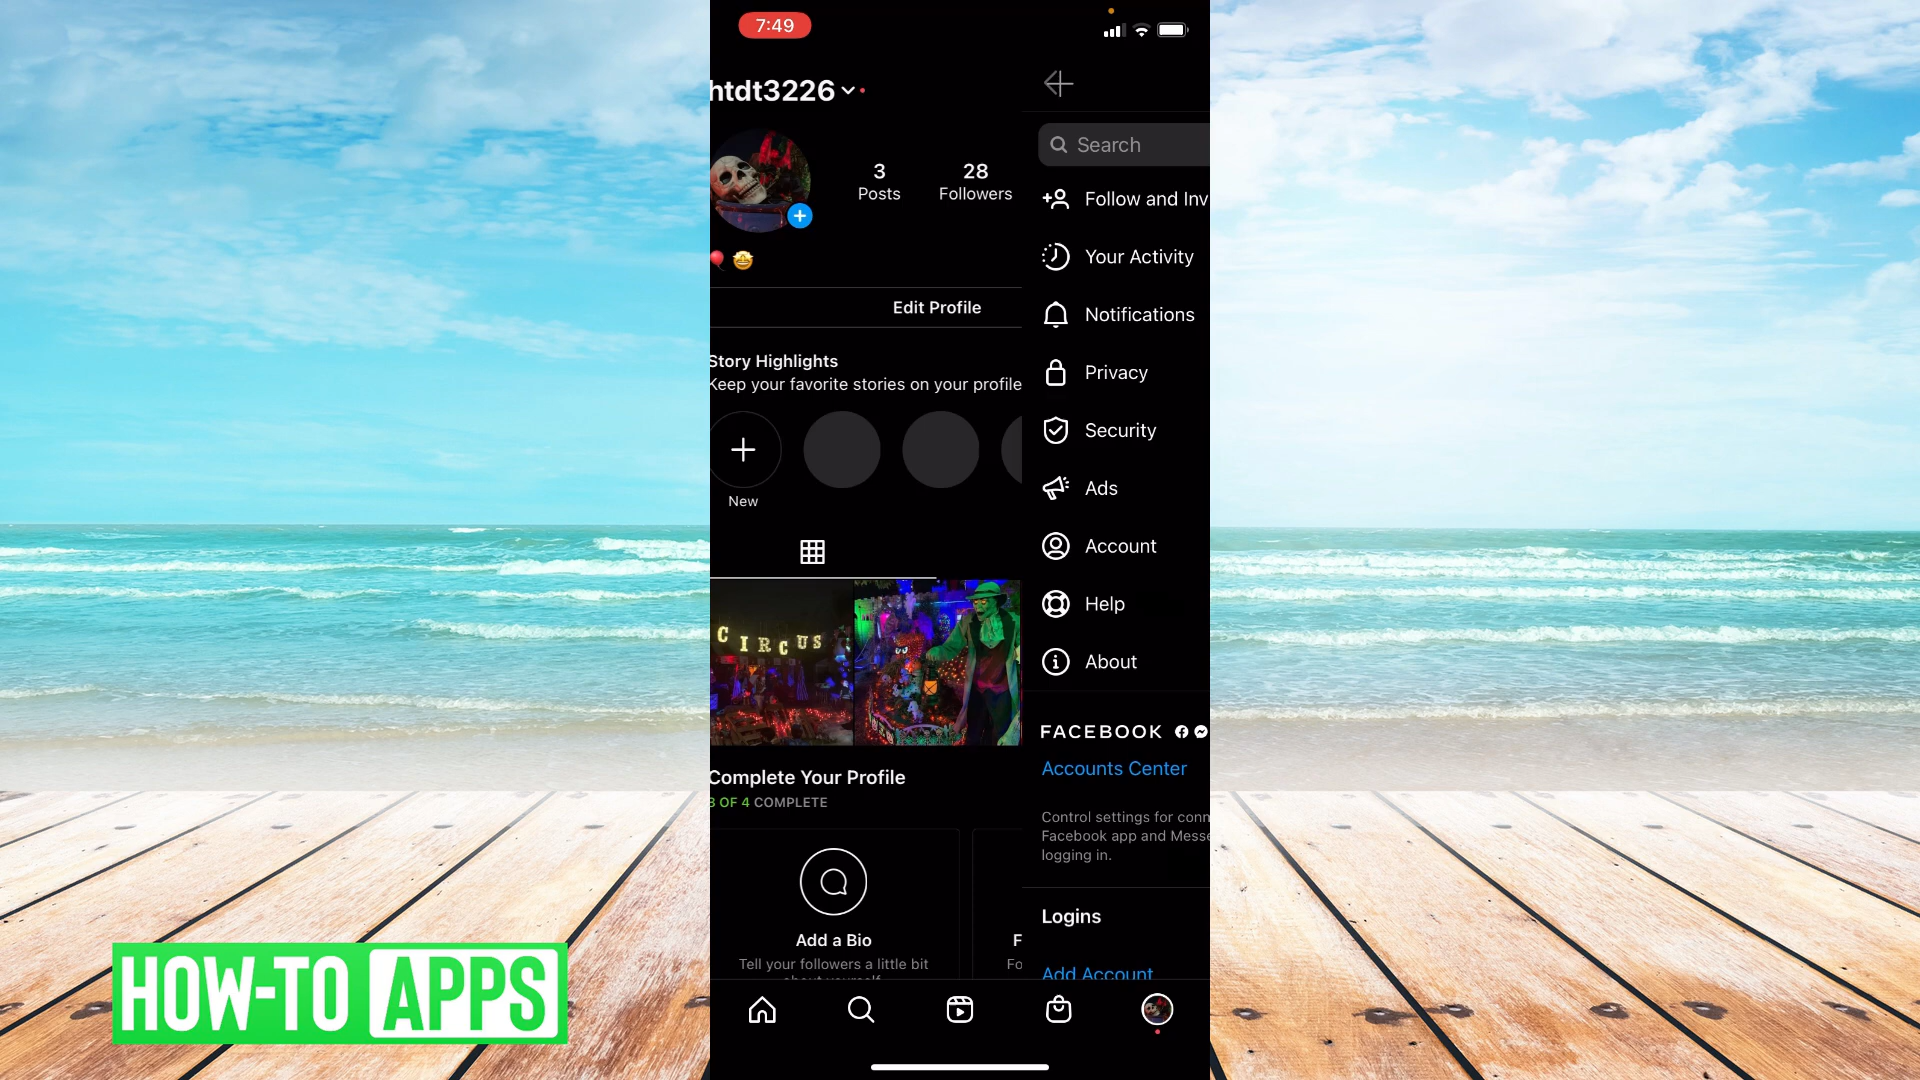 7:49
htdt3226
3
Posts
28
Followers
Edit Profile
Story Highlights
Keep your favorite stories on your profile
New
CIRCUS
Complete Your Profile
3 OF 4 COMPLETE
Add a Bio
Tell your followers a little bit
F
Fo
Search
Follow and Inv
Your Activity
Notifications
Privacy
Security
Ads
Account
Help
About
FACEBOOK
Accounts Center
Control settings for conn
Facebook app and Messe
logging in.
Logins
Add Account
HOW-TO APPS